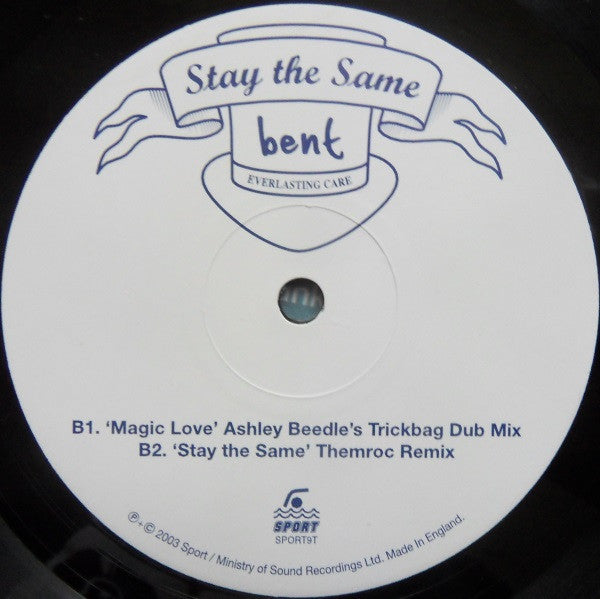 Stay the Same
bent
EVERLASTING CARE
B1. ‘Magic Love’ Ashley Beedle’s Trickbag Dub Mix
B2. ‘Stay the Same’ Themroc Remix
SPORT
SPORT9T
℗+© 2003 Sport / Ministry of Sound Recordings Ltd. Made In England.